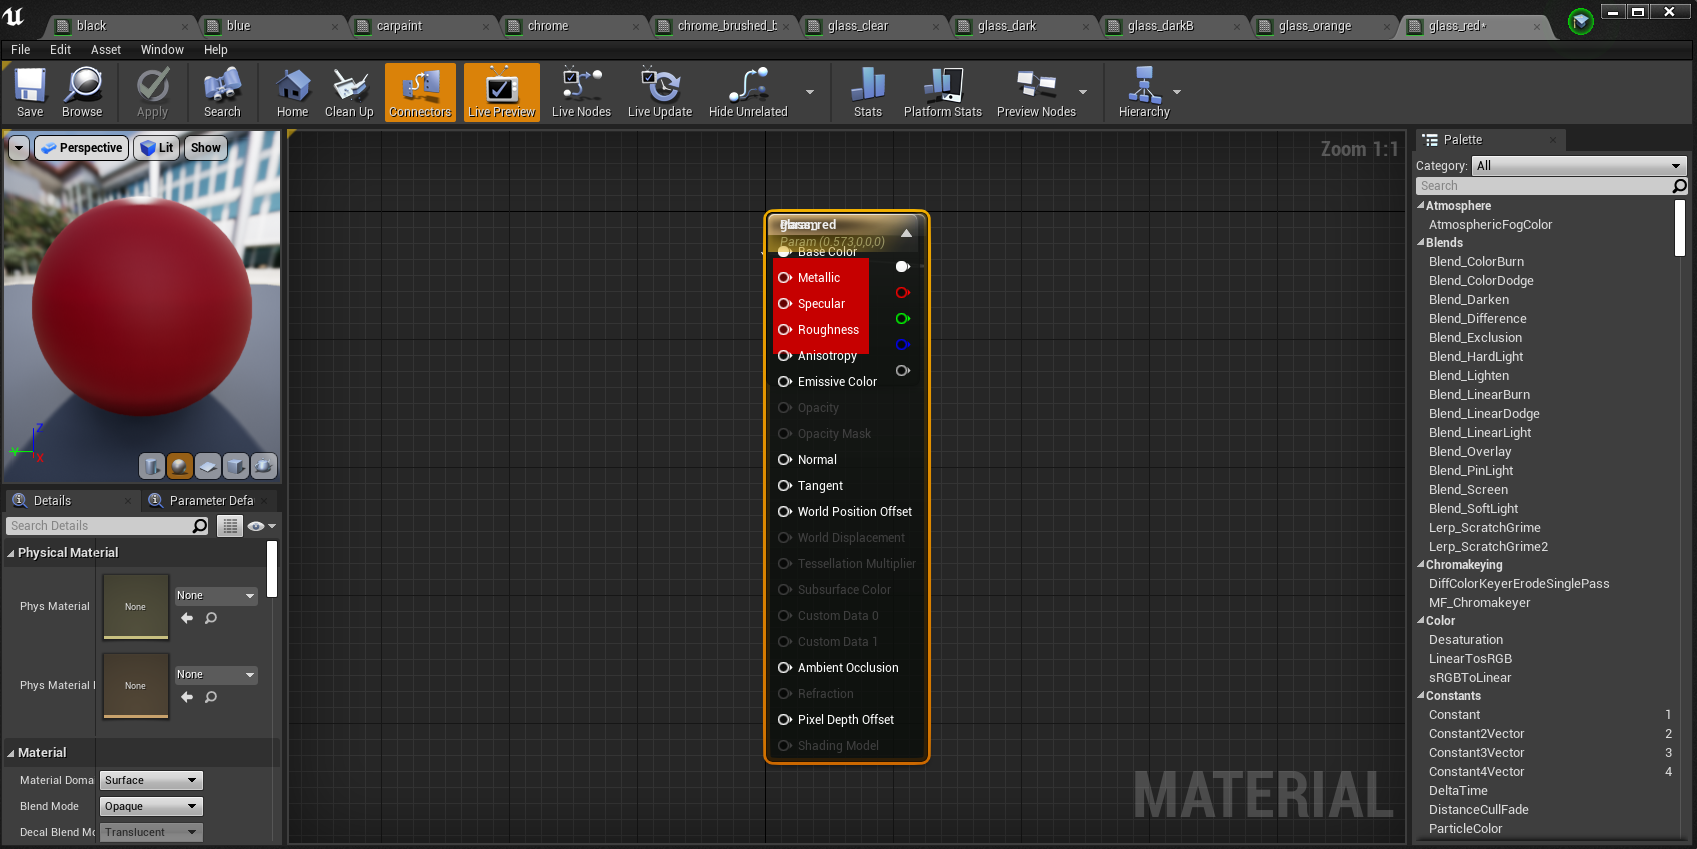 black
blue
carpaint
chrome
chrome_brushed_b
glass_clear
glass_dark
glass_darkB
glass_orange
glass_red*
File Edit Asset Window Help
Save
Browse
Apply
Search
Home
Clean Up
Connectors
Live Preview
Live Nodes
Live Update
Hide Unrelated
Stats
Platform Stats
Preview Nodes
Hierarchy
Perspective
Lit
Show
Z
Y
X
Details
Parameter Defa
Search Details
Physical Material
Phys Material
None
None
Phys Material
None
None
Material
Material Doma
Surface
Blend Mode
Opaque
Decal Blend Mo
Translucent
Zoom 1:1
Param (0.573,0,0,0)
Base Color
Metallic
Specular
Roughness
Anisotropy
Emissive Color
Opacity
Opacity Mask
Normal
Tangent
World Position Offset
World Displacement
Tessellation Multiplier
Subsurface Color
Custom Data 0
Custom Data 1
Ambient Occlusion
Refraction
Pixel Depth Offset
Shading Model
MATERIAL
Palette
Category: All
Search
Atmosphere
AtmosphericFogColor
Blends
Blend_ColorBurn
Blend_ColorDodge
Blend_Darken
Blend_Difference
Blend_Exclusion
Blend_HardLight
Blend_Lighten
Blend_LinearBurn
Blend_LinearDodge
Blend_LinearLight
Blend_Overlay
Blend_PinLight
Blend_Screen
Blend_SoftLight
Lerp_ScratchGrime
Lerp_ScratchGrime2
Chromakeying
DiffColorKeyerErodeSinglePass
MF_Chromakeyer
Color
Desaturation
LinearTosRGB
sRGBToLinear
Constants
Constant 1
Constant2Vector 2
Constant3Vector 3
Constant4Vector 4
DeltaTime
DistanceCullFade
ParticleColor